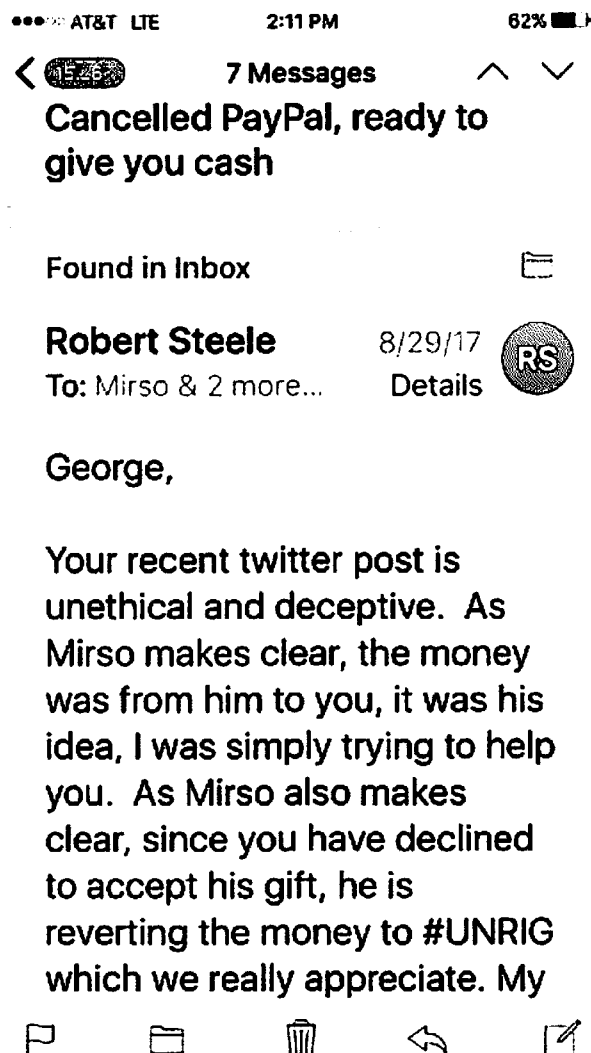 AT&T LTE 2:11 PM 62%
7 Messages
Cancelled PayPal, ready to
give you cash
Found in Inbox
Robert Steele 8/29/17 RS
To: Mirso & 2 more... Details
George,
Your recent twitter post is
unethical and deceptive. As
Mirso makes clear, the money
was from him to you, it was his
idea, I was simply trying to help
you. As Mirso also makes
clear, since you have declined
to accept his gift, he is
reverting the money to #UNRIG
which we really appreciate. My